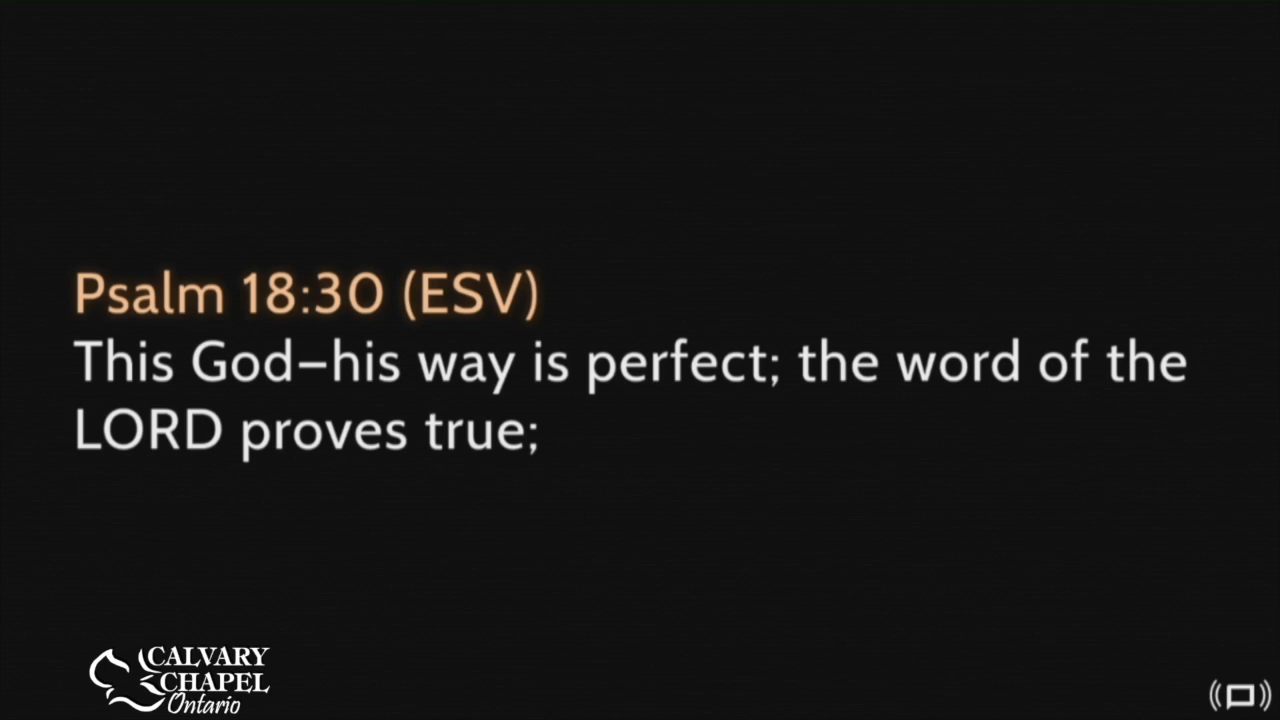 Psalm 18:30 (ESV)
This God–his way is perfect; the word of the
LORD proves true;
CALVARY
CHAPEL
Ontario